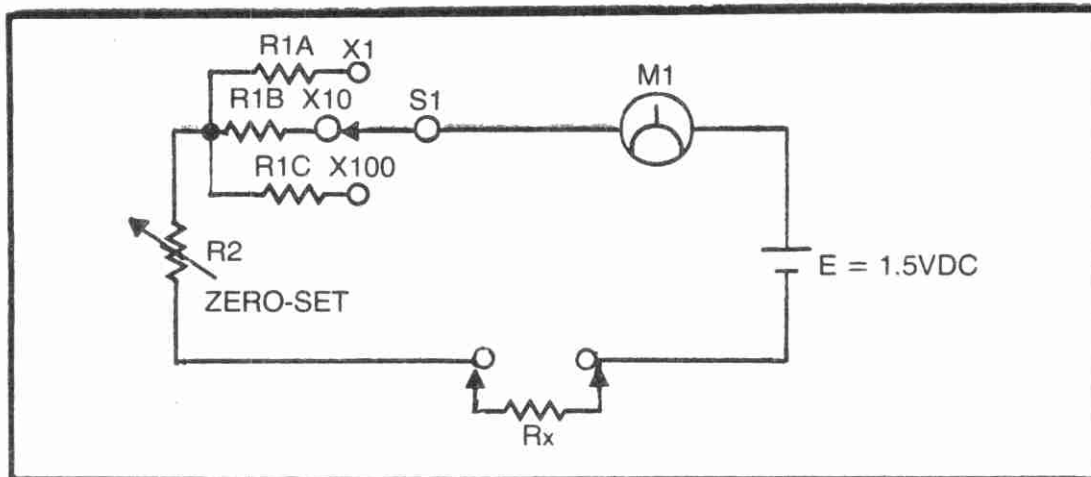 R1A X1
R1B X10 S1 M1
R1C X100
R2
ZERO-SET
E = 1.5VDC
Rx